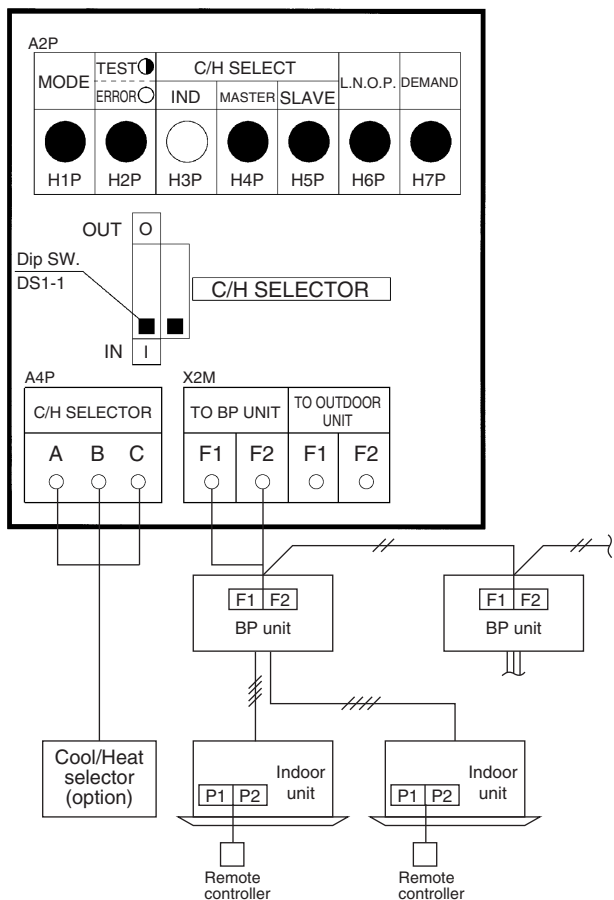 A2P
MODE
TEST
ERROR
C/H SELECT
IND
MASTER
SLAVE
L.N.O.P.
DEMAND
H1P
H2P
H3P
H4P
H5P
H6P
H7P
OUT
O
Dip SW.
DS1-1
C/H SELECTOR
IN
I
A4P
C/H SELECTOR
A B C
X2M
TO BP UNIT
F1 F2
TO OUTDOOR
UNIT
F1 F2
F1 F2
BP unit
F1 F2
BP unit
Cool/Heat
selector
(option)
Indoor
unit
P1 P2
Remote
controller
Indoor
unit
P1 P2
Remote
controller